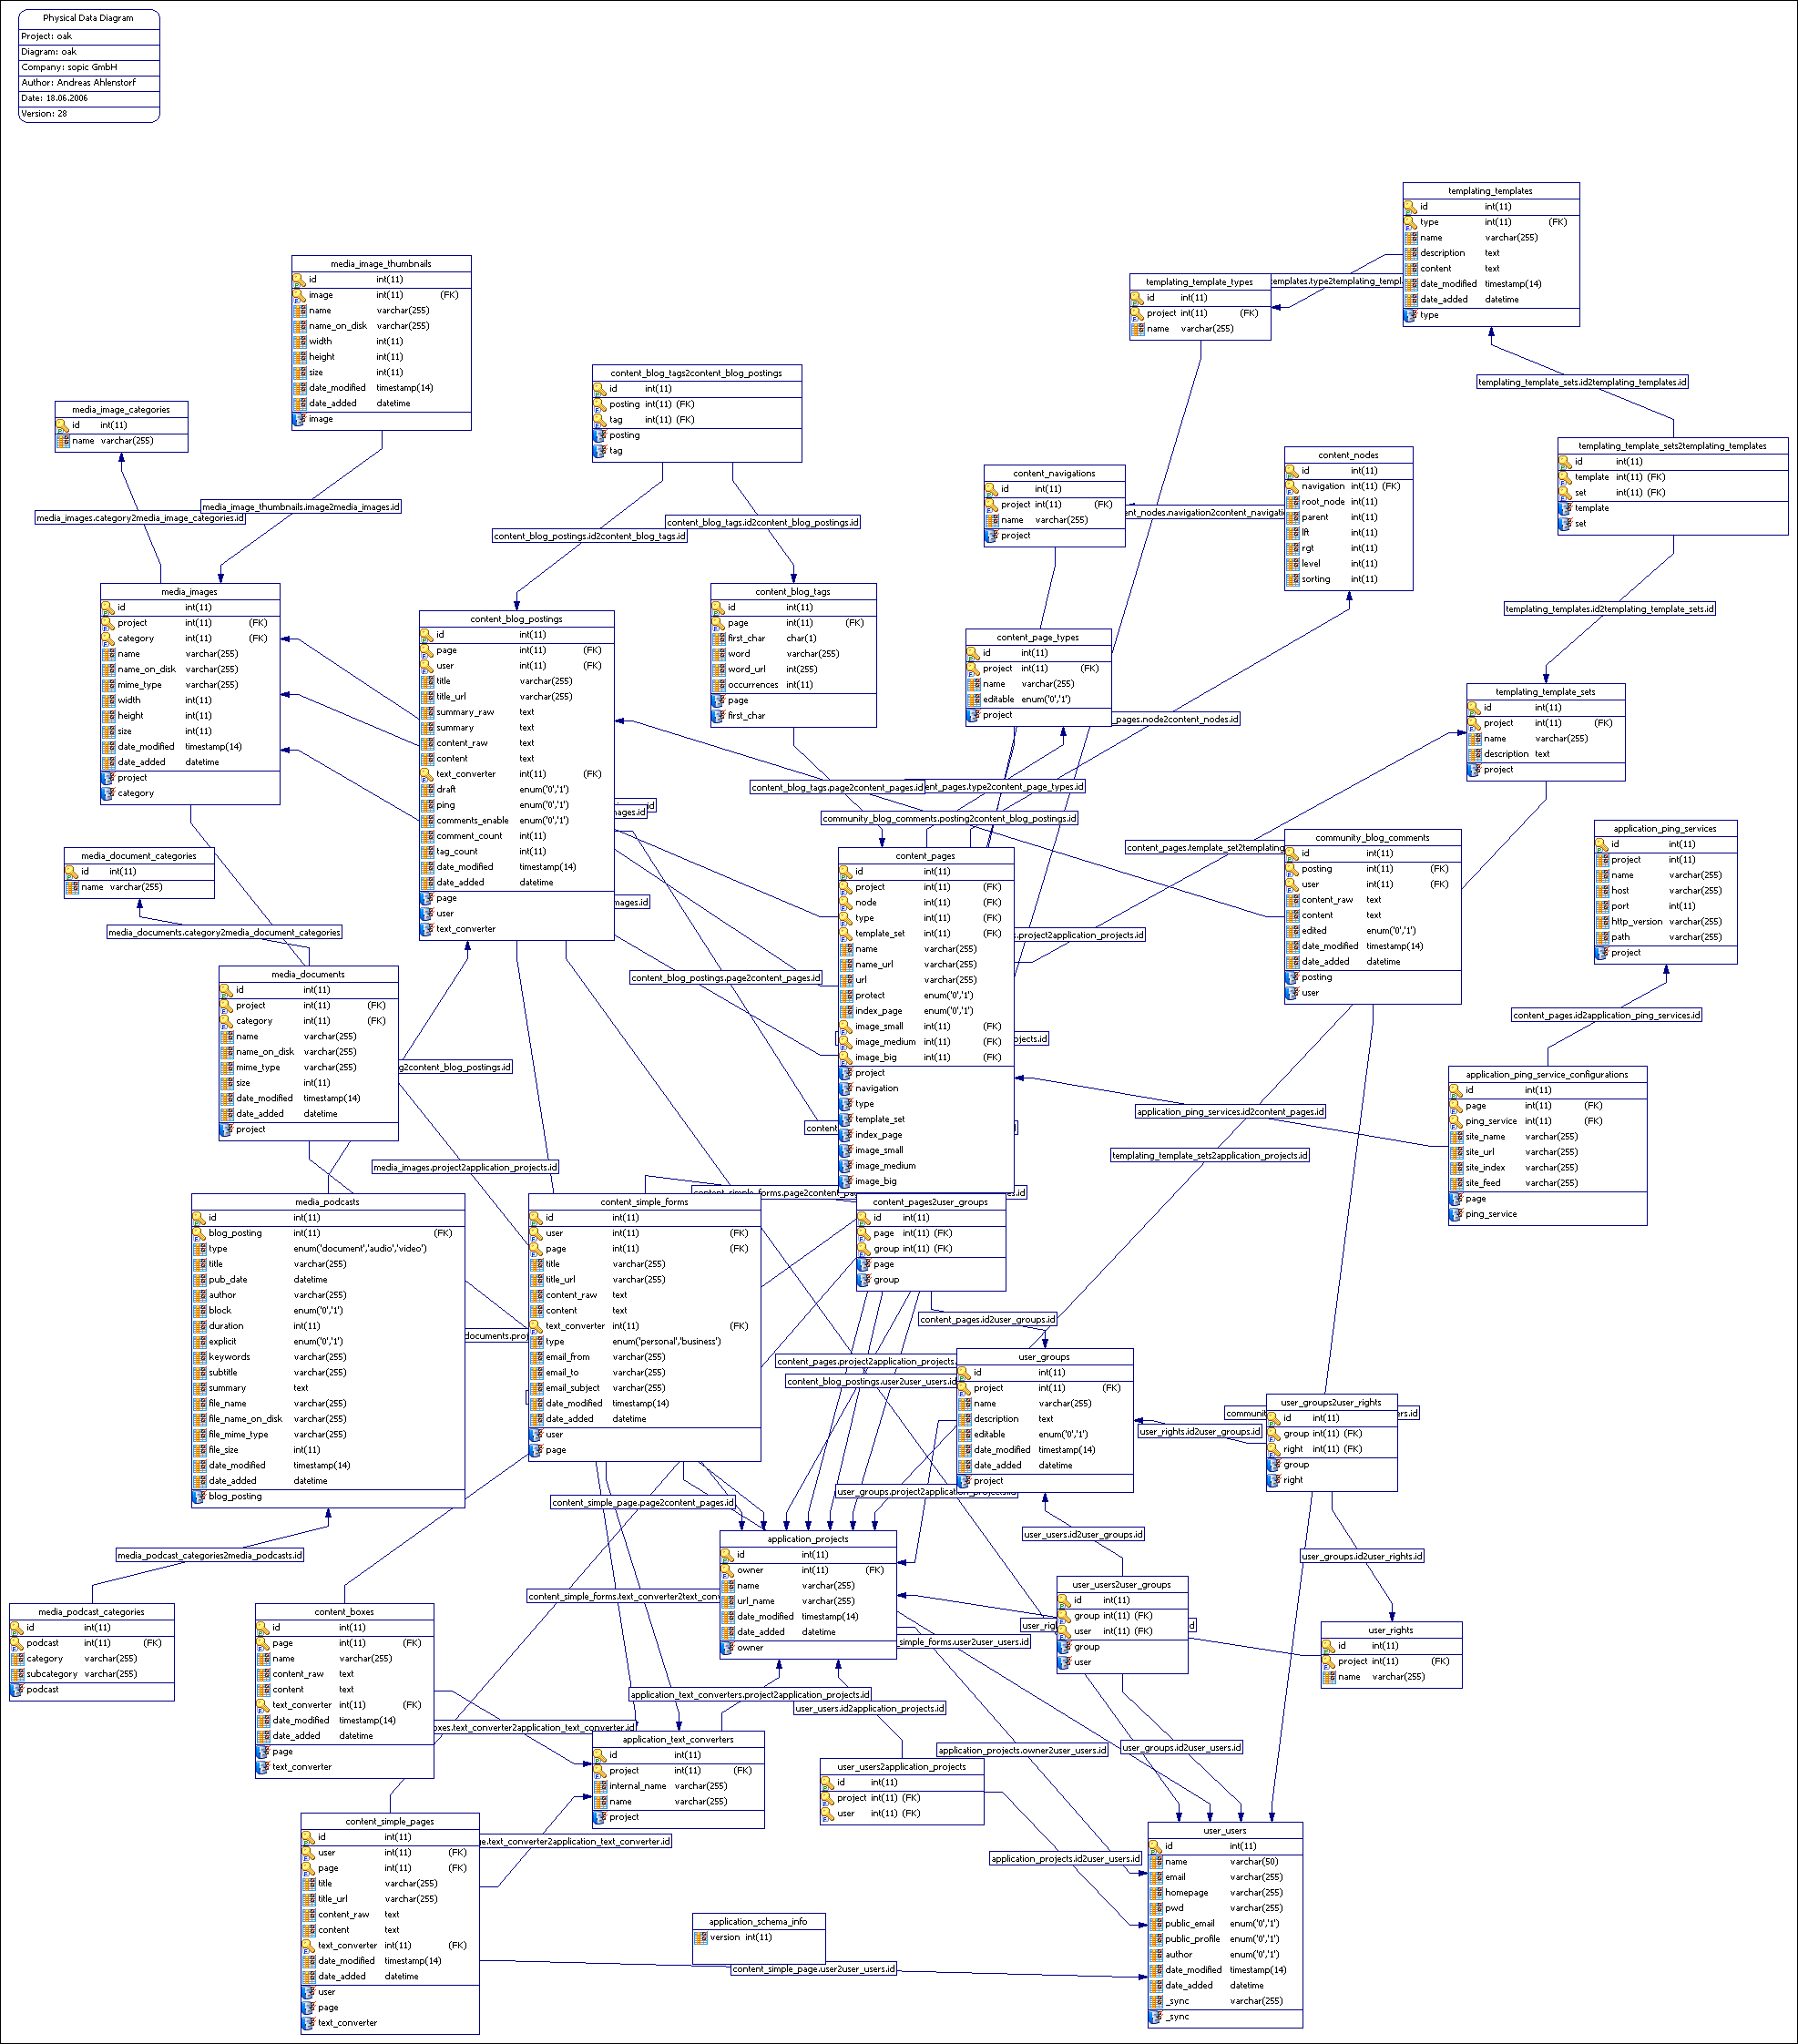 Physical Data Diagram
Project: oak
Diagram: oak
Company: sopic GmbH
Author: Andreas Ahlenstorf
Date: 18.06.2006
Version: 28
templating_templates
id int(11)
type int(11) (FK)
name varchar(255)
description text
content text
date_modified timestamp(14)
date_added datetime
type
media_image_thumbnails
id int(11)
image int(11) (FK)
name varchar(255)
name_on_disk varchar(255)
width int(11)
height int(11)
size int(11)
date_modified timestamp(14)
date_added datetime
image
templating_template_types
id int(11)
project int(11) (FK)
name varchar(255)
templates.type2templating_templ
content_blog_tags2content_blog_postings
id int(11)
posting int(11) (FK)
tag int(11) (FK)
posting
tag
templating_template_sets.id2templating_templates.id
media_image_categories
id int(11)
name varchar(255)
templating_template_sets2templating_templates
id int(11)
template int(11) (FK)
set int(11) (FK)
template
set
content_nodes
id int(11)
navigation int(11) (FK)
root_node int(11)
parent int(11)
lft int(11)
rgt int(11)
level int(11)
sorting int(11)
content_navigations
id int(11)
project int(11) (FK)
name varchar(255)
project
ent_nodes.navigation2content_navigati
media_image_thumbnails.image2media_images.id
media_images.category2media_image_categories.id
content_blog_tags.id2content_blog_postings.id
content_blog_postings.id2content_blog_tags.id
media_images
id int(11)
project int(11) (FK)
category int(11) (FK)
name varchar(255)
name_on_disk varchar(255)
mime_type varchar(255)
width int(11)
height int(11)
size int(11)
date_modified timestamp(14)
date_added datetime
project
category
content_blog_postings
id int(11)
page int(11) (FK)
user int(11) (FK)
title varchar(255)
title_url varchar(255)
summary_raw text
summary text
content_raw text
content text
text_converter int(11) (FK)
draft enum('0','1')
ping enum('0','1')
comments_enable enum('0','1')
comment_count int(11)
tag_count int(11)
date_modified timestamp(14)
date_added datetime
page
user
text_converter
content_blog_tags
id int(11)
page int(11) (FK)
first_char char(1)
word varchar(255)
word_url int(255)
occurrences int(11)
page
first_char
templating_templates.id2templating_template_sets.id
content_page_types
id int(11)
project int(11) (FK)
name varchar(255)
editable enum('0','1')
project
_pages.node2content_nodes.id
templating_template_sets
id int(11)
project int(11) (FK)
name varchar(255)
description text
project
content_blog_tags.page2content_pages.id
ent_pages.type2content_page_types.id
id
mages.id
community_blog_comments.posting2content_blog_postings.id
content_pages.template_set2templating
community_blog_comments
id int(11)
posting int(11) (FK)
user int(11) (FK)
content_raw text
content text
edited enum('0','1')
date_modified timestamp(14)
date_added datetime
posting
user
application_ping_services
id int(11)
project int(11)
name varchar(255)
host varchar(255)
port int(11)
http_version varchar(255)
path varchar(255)
project
media_document_categories
id int(11)
name varchar(255)
content_pages
id int(11)
project int(11) (FK)
node int(11) (FK)
type int(11) (FK)
template_set int(11) (FK)
name varchar(255)
name_url varchar(255)
url varchar(255)
protect enum('0','1')
index_page enum('0','1')
image_small int(11) (FK)
image_medium int(11) (FK)
image_big int(11) (FK)
project
navigation
type
template_set
index_page
image_small
image_medium
image_big
mages.id
media_documents.category2media_document_categories
.project2application_projects.id
content_blog_postings.page2content_pages.id
media_documents
id int(11)
project int(11) (FK)
category int(11) (FK)
name varchar(255)
name_on_disk varchar(255)
mime_type varchar(255)
size int(11)
date_modified timestamp(14)
date_added datetime
project
content_pages.id2application_ping_services.id
ojects.id
g2content_blog_postings.id
application_ping_service_configurations
id int(11)
page int(11) (FK)
ping_service int(11) (FK)
site_name varchar(255)
site_url varchar(255)
site_index varchar(255)
site_feed varchar(255)
page
ping_service
application_ping_services.id2content_pages.id
content
templating_template_sets2application_projects.id
media_images.project2application_projects.id
content_simple_forms.page2content_pa
es.id
media_podcasts
id int(11)
blog_posting int(11) (FK)
type enum('document','audio','video')
title varchar(255)
pub_date datetime
author varchar(255)
block enum('0','1')
duration int(11)
explicit enum('0','1')
keywords varchar(255)
subtitle varchar(255)
summary text
file_name varchar(255)
file_name_on_disk varchar(255)
file_mime_type varchar(255)
file_size int(11)
date_modified timestamp(14)
date_added datetime
blog_posting
content_simple_forms
id int(11)
user int(11) (FK)
page int(11) (FK)
title varchar(255)
title_url varchar(255)
content_raw text
content text
text_converter int(11) (FK)
type enum('personal','business')
email_from varchar(255)
email_to varchar(255)
email_subject varchar(255)
date_modified timestamp(14)
date_added datetime
user
page
content_pages2user_groups
id int(11)
page int(11) (FK)
group int(11) (FK)
page
group
content_pages.id2user_groups.id
documents.proj
content_pages.project2application_projects.
content_blog_postings.user2user_users.id
user_groups
id int(11)
project int(11) (FK)
name varchar(255)
description text
editable enum('0','1')
date_modified timestamp(14)
date_added datetime
project
user_groups2user_rights
id int(11)
group int(11) (FK)
right int(11) (FK)
group
right
communi
ers.id
user_rights.id2user_groups.id
user_groups.project2application_projects.id
content_simple_page.page2content_pages.id
application_projects
id int(11)
owner int(11) (FK)
name varchar(255)
url_name varchar(255)
date_modified timestamp(14)
date_added datetime
owner
user_users.id2user_groups.id
media_podcast_categories2media_podcasts.id
user_groups.id2user_rights.id
content_simple_forms.text_converter2text_conv
user_users2user_groups
id int(11)
group int(11) (FK)
user int(11) (FK)
group
user
media_podcast_categories
id int(11)
podcast int(11) (FK)
category varchar(255)
subcategory varchar(255)
podcast
content_boxes
id int(11)
page int(11) (FK)
name varchar(255)
content_raw text
content text
text_converter int(11) (FK)
date_modified timestamp(14)
date_added datetime
page
text_converter
user_rig
id
user_rights
id int(11)
project int(11) (FK)
name varchar(255)
_simple_forms.user2user_users.id
application_text_converters.project2application_projects.id
user_users.id2application_projects.id
oxes.text_converter2application_text_converter.id
application_text_converters
id int(11)
project int(11) (FK)
internal_name varchar(255)
name varchar(255)
project
application_projects.owner2user_users.id
user_groups.id2user_users.id
user_users2application_projects
id int(11)
project int(11) (FK)
user int(11) (FK)
content_simple_pages
id int(11)
user int(11) (FK)
page int(11) (FK)
title varchar(255)
title_url varchar(255)
content_raw text
content text
text_converter int(11) (FK)
date_modified timestamp(14)
date_added datetime
user
page
text_converter
ge.text_converter2application_text_converter.id
application_projects.id2user_users.id
user_users
id int(11)
name varchar(50)
email varchar(255)
homepage varchar(255)
pwd varchar(255)
public_email enum('0','1')
public_profile enum('0','1')
author enum('0','1')
date_modified timestamp(14)
date_added datetime
_sync varchar(255)
_sync
application_schema_info
version int(11)
content_simple_page.user2user_users.id